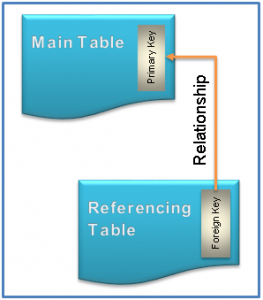 Main Table
Primary Key
Relationship
Referencing
Table
Foreign Key